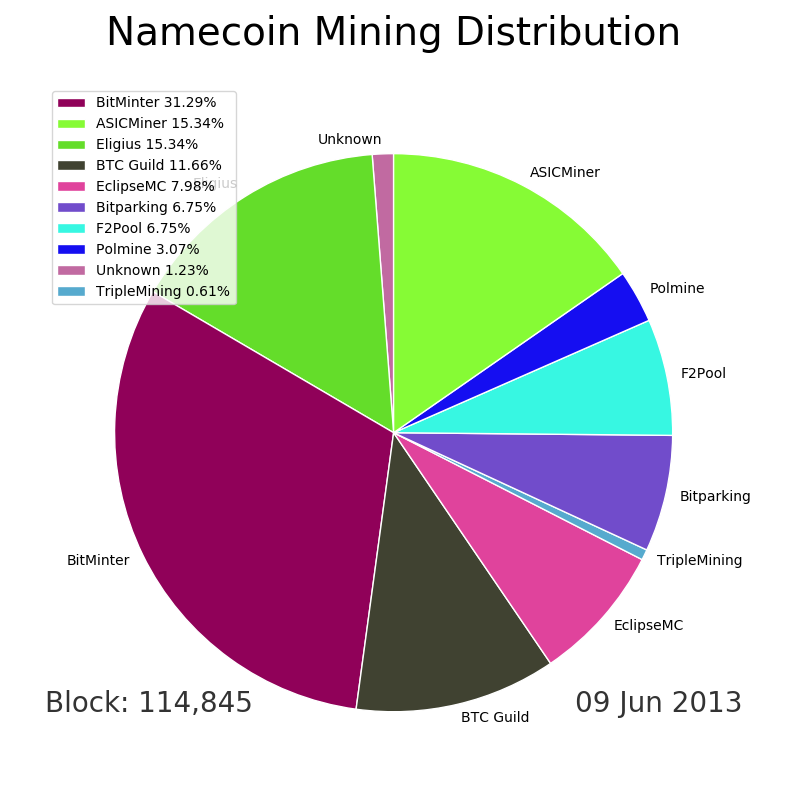 Namecoin Mining Distribution
BitMinter 31.29%
ASICMiner 15.34%
Eligius 15.34%
BTC Guild 11.66%
EclipseMC 7.98%
Bitparking 6.75%
F2Pool 6.75%
Polmine 3.07%
Unknown 1.23%
TripleMining 0.61%
Unknown
ASICMiner
Eligius
Polmine
F2Pool
Bitparking
TripleMining
BitMinter
EclipseMC
BTC Guild
Block: 114,845
09 Jun 2013